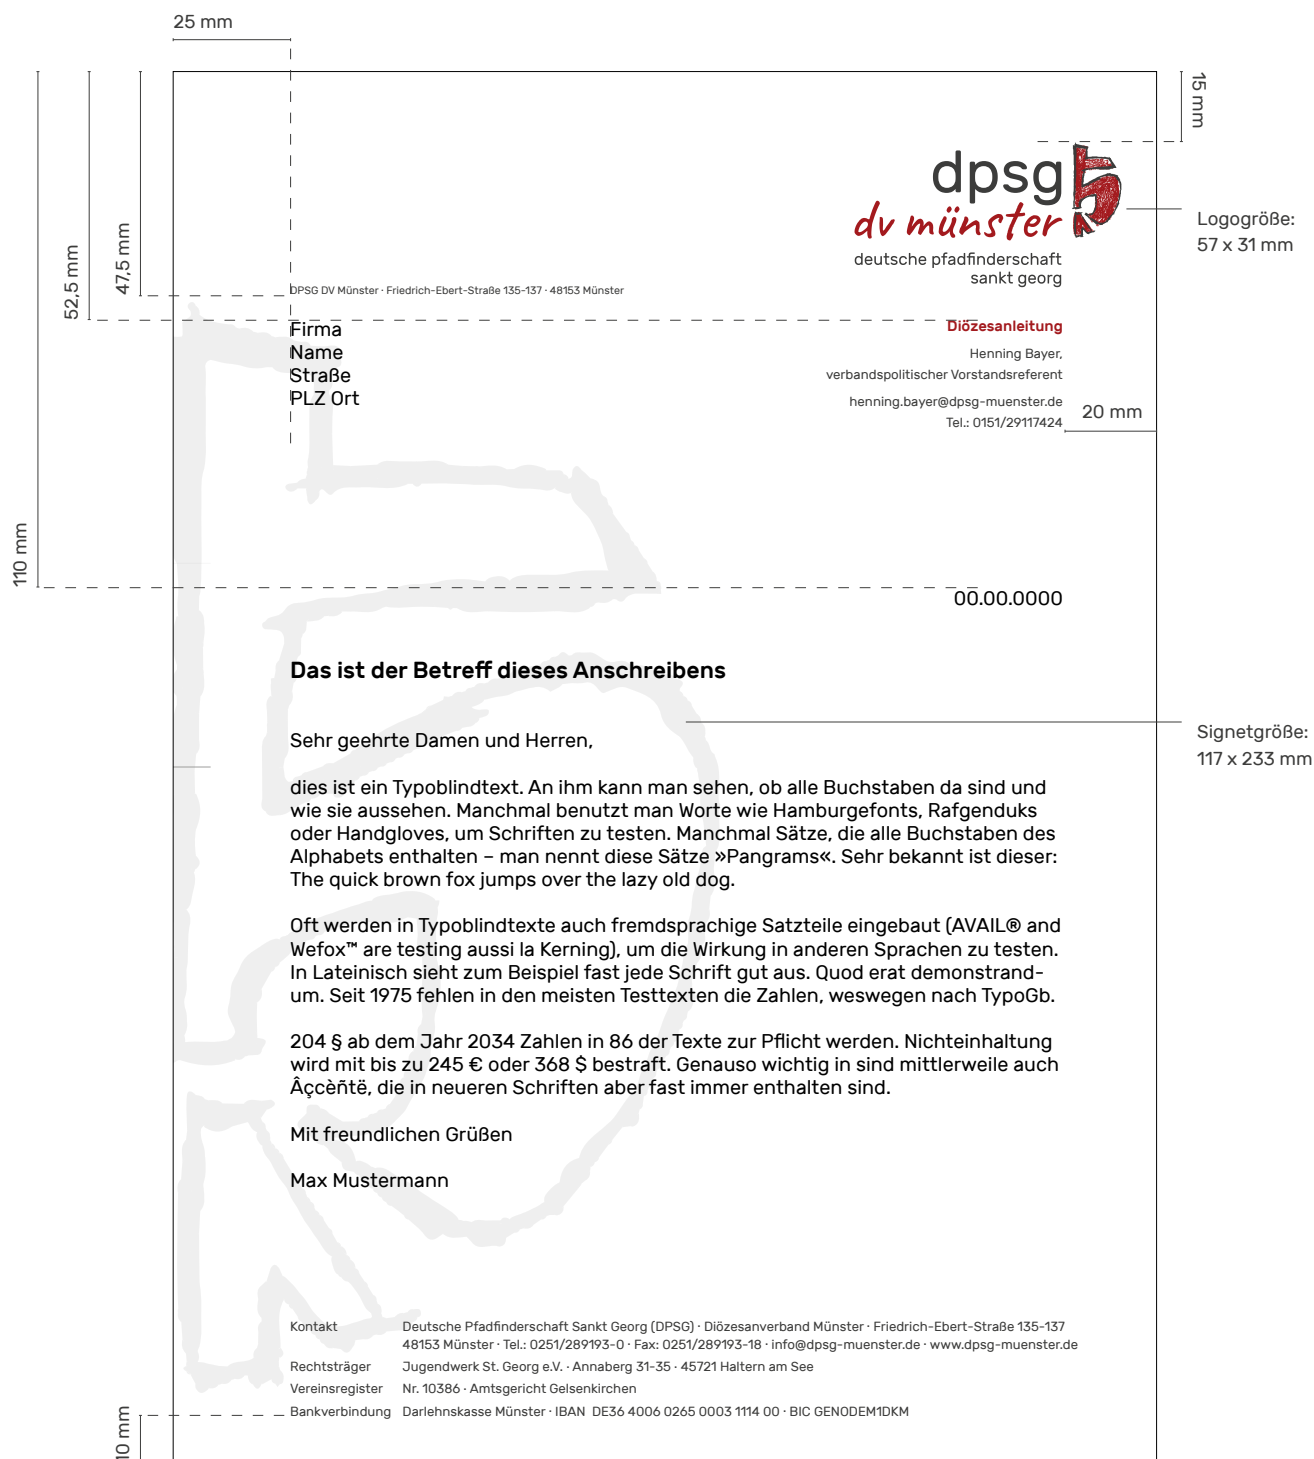 25 mm
15 mm
dpsg
dv münster
deutsche pfadfinderschaft
sankt georg
Logogröße:
57 x 31 mm
47,5 mm
52,5 mm
110 mm
DPSG DV Münster · Friedrich-Ebert-Straße 135-137 · 48153 Münster
Firma
Name
Straße
PLZ Ort
Diözesanleitung
Henning Bayer,
verbandspolitischer Vorstandsreferent
henning.bayer@dpsg-muenster.de
Tel.: 0151/29117424
20 mm
00.00.0000
Das ist der Betreff dieses Anschreibens
Signetgröße:
117 x 233 mm
Sehr geehrte Damen und Herren,
dies ist ein Typoblindtext. An ihm kann man sehen, ob alle Buchstaben da sind und
wie sie aussehen. Manchmal benutzt man Worte wie Hamburgefonts, Rafgenduks
oder Handgloves, um Schriften zu testen. Manchmal Sätze, die alle Buchstaben des
Alphabets enthalten – man nennt diese Sätze »Pangrams«. Sehr bekannt ist dieser:
The quick brown fox jumps over the lazy old dog.
Oft werden in Typoblindtexte auch fremdsprachige Satzteile eingebaut (AVAIL® and
Wefox™ are testing aussi la Kerning), um die Wirkung in anderen Sprachen zu testen.
In Lateinisch sieht zum Beispiel fast jede Schrift gut aus. Quod erat demonstrand-
um. Seit 1975 fehlen in den meisten Testtexten die Zahlen, weswegen nach TypoGb.
204 § ab dem Jahr 2034 Zahlen in 86 der Texte zur Pflicht werden. Nichteinhaltung
wird mit bis zu 245 € oder 368 $ bestraft. Genauso wichtig in sind mittlerweile auch
Âçcèñtë, die in neueren Schriften aber fast immer enthalten sind.
Mit freundlichen Grüßen
Max Mustermann
Kontakt Deutsche Pfadfinderschaft Sankt Georg (DPSG) · Diözesanverband Münster · Friedrich-Ebert-Straße 135-137
48153 Münster · Tel.: 0251/289193-0 · Fax: 0251/289193-18 · info@dpsg-muenster.de · www.dpsg-muenster.de
Rechtsträger Jugendwerk St. Georg e.V. · Annaberg 31-35 · 45721 Haltern am See
Vereinsregister Nr. 10386 · Amtsgericht Gelsenkirchen
Bankverbindung Darlehnskasse Münster · IBAN DE36 4006 0265 0003 1114 00 · BIC GENODEM1DKM
10 mm